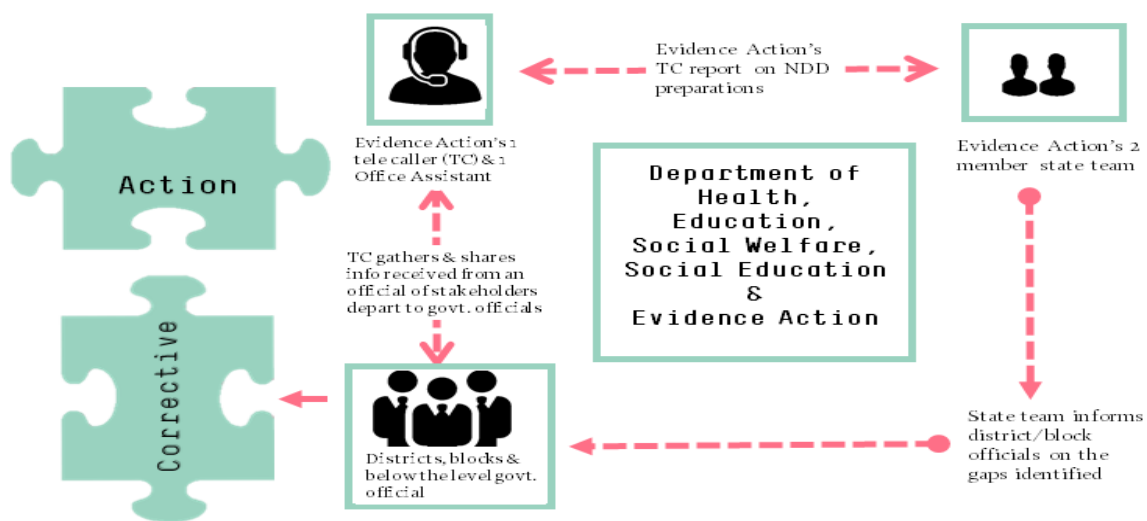 Evidence Action's 1
tele caller (TC) & 1
Office Assistant
Evidence Action's
TC report on NDD
preparations
Evidence Action's 2
member state team
Action
Department of
Health,
Education,
Social Welfare,
Social Education
&
Evidence Action
TC gathers & shares
info received from an
official of stakeholders
depart to govt. officials
Corrective
Districts, blocks &
below the level govt.
official
State team informs
district/block
officials on the
gaps identified